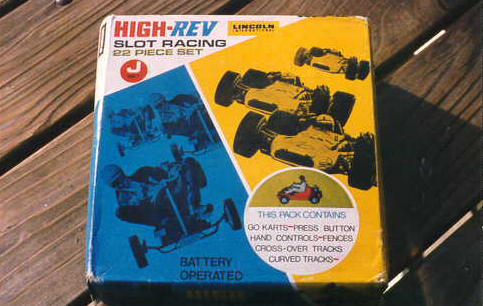 HIGH-REV
LINCOLN
INTERNATIONAL
SLOT RACING
22 PIECE SET
J
THIS PACK CONTAINS
GO KARTS~PRESS BUTTON
HAND CONTROLS~FENCES
CROSS-OVER TRACKS
CURVED TRACKS~
BATTERY
OPERATED